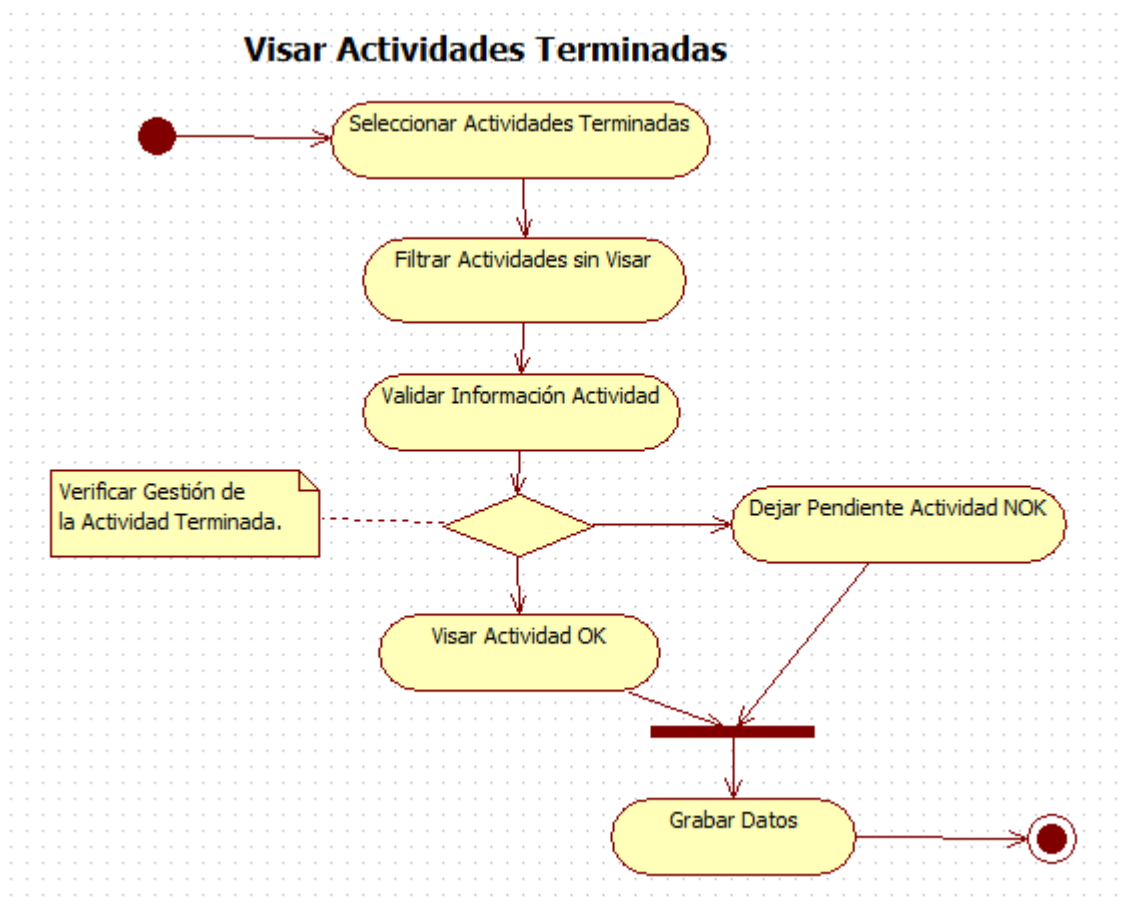 Visar Actividades Terminadas
Seleccionar Actividades Terminadas
Filtrar Actividades sin Visar
Validar Información Actividad
Verificar Gestión de
la Actividad Terminada.
Dejar Pendiente Actividad NOK
Visar Actividad OK
Grabar Datos